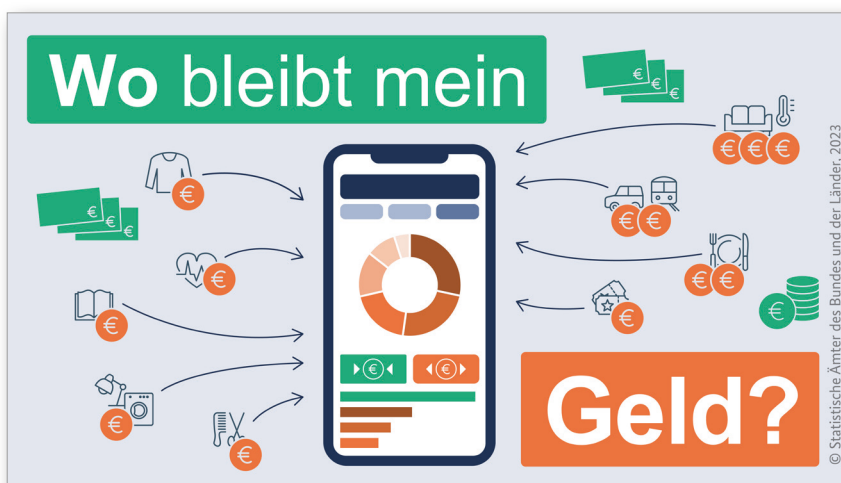 Wo bleibt mein
Geld?
© Statistische Ämter des Bundes und der Länder, 2023